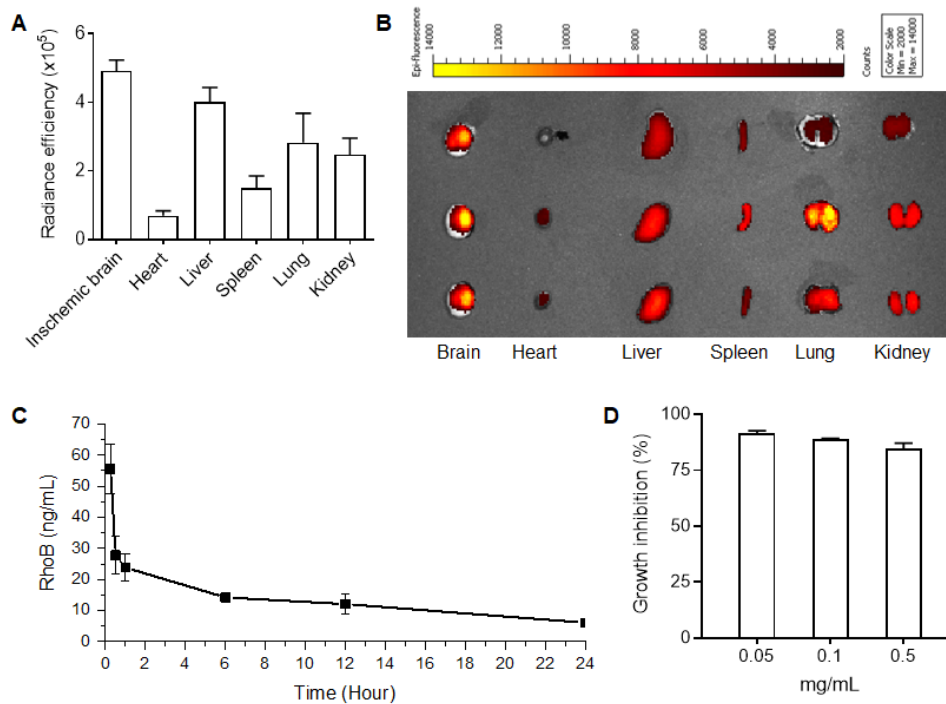 A
Radiance efficiency (x10⁵)
6
4
2
0
Inschemic brain
Heart
Liver
Spleen
Lung
Kidney
B
Epi-fluorescence
14000
12000
10000
8000
6000
4000
2000
Counts
Color Scale
Min = 2000
Max = 14000
Brain Heart Liver Spleen Lung Kidney
C
RhoB (ng/mL)
70
60
50
40
30
20
10
0
0 2 4 6 8 10 12 14 16 18 20 22 24
Time (Hour)
D
Growth inhibition (%)
100
75
50
25
0
0.05 0.1 0.5
mg/mL